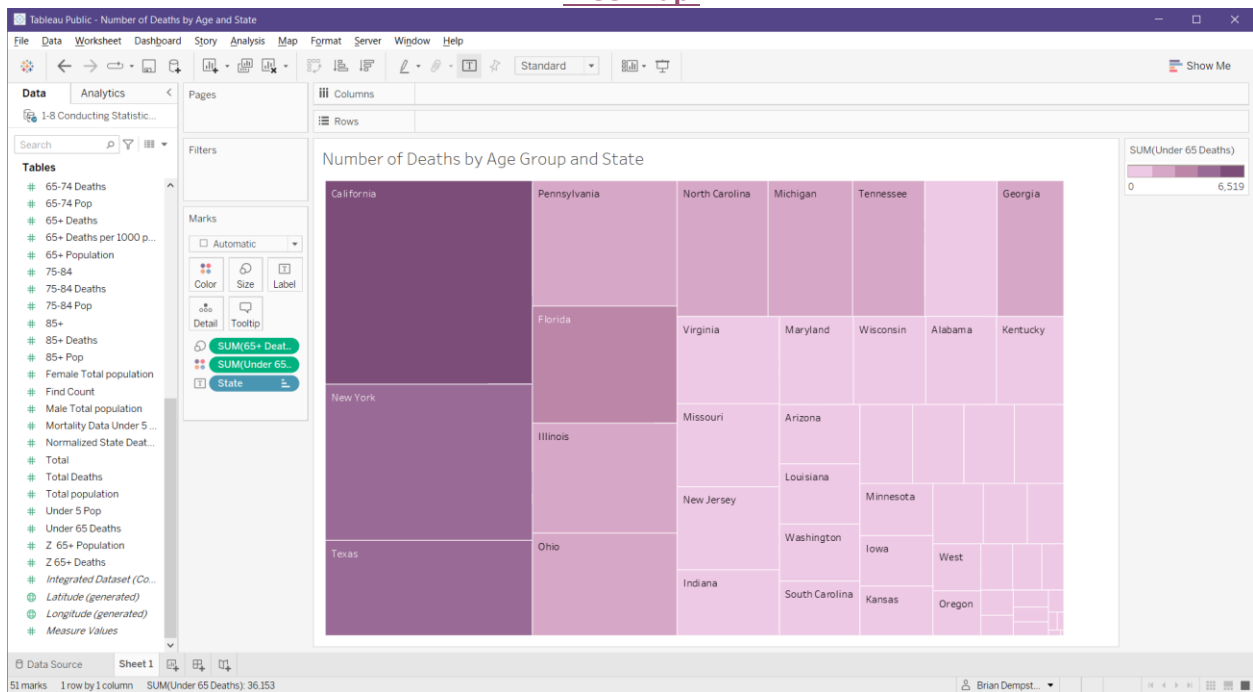 Tableau Public - Number of Deaths by Age and State
File Data Worksheet Dashboard Story Analysis Map Format Server Window Help
Standard
Show Me
Data Analytics
1-8 Conducting Statistic...
Search
Tables
# 65-74 Deaths
# 65-74 Pop
# 65+ Deaths
# 65+ Deaths per 1000 p...
# 65+ Population
# 75-84
# 75-84 Deaths
# 75-84 Pop
# 85+
# 85+ Deaths
# 85+ Pop
# Female Total population
# Find Count
# Male Total population
# Mortality Data Under 5 ...
# Normalized State Deat...
# Total
# Total Deaths
# Total population
# Under 5 Pop
# Under 65 Deaths
# Z 65+ Population
# Z 65+ Deaths
# Integrated Dataset (Co...
Latitude (generated)
Longitude (generated)
# Measure Values
Pages
Filters
Marks
Automatic
Color Size Label
Detail Tooltip
SUM(65+ Deat..
SUM(Under 65..
State
Columns
Rows
Number of Deaths by Age Group and State
California
New York
Texas
Pennsylvania
Florida
Illinois
Ohio
North Carolina
Michigan
Tennessee
Georgia
Virginia
Maryland
Wisconsin
Alabama
Kentucky
Missouri
Arizona
Louisiana
New Jersey
Minnesota
Washington
Iowa
West
Indiana
South Carolina
Kansas
Oregon
SUM(Under 65 Deaths)
0 6,519
Data Source Sheet 1
51 marks 1 row by 1 column SUM(Under 65 Deaths): 36,153
Brian Dempst...